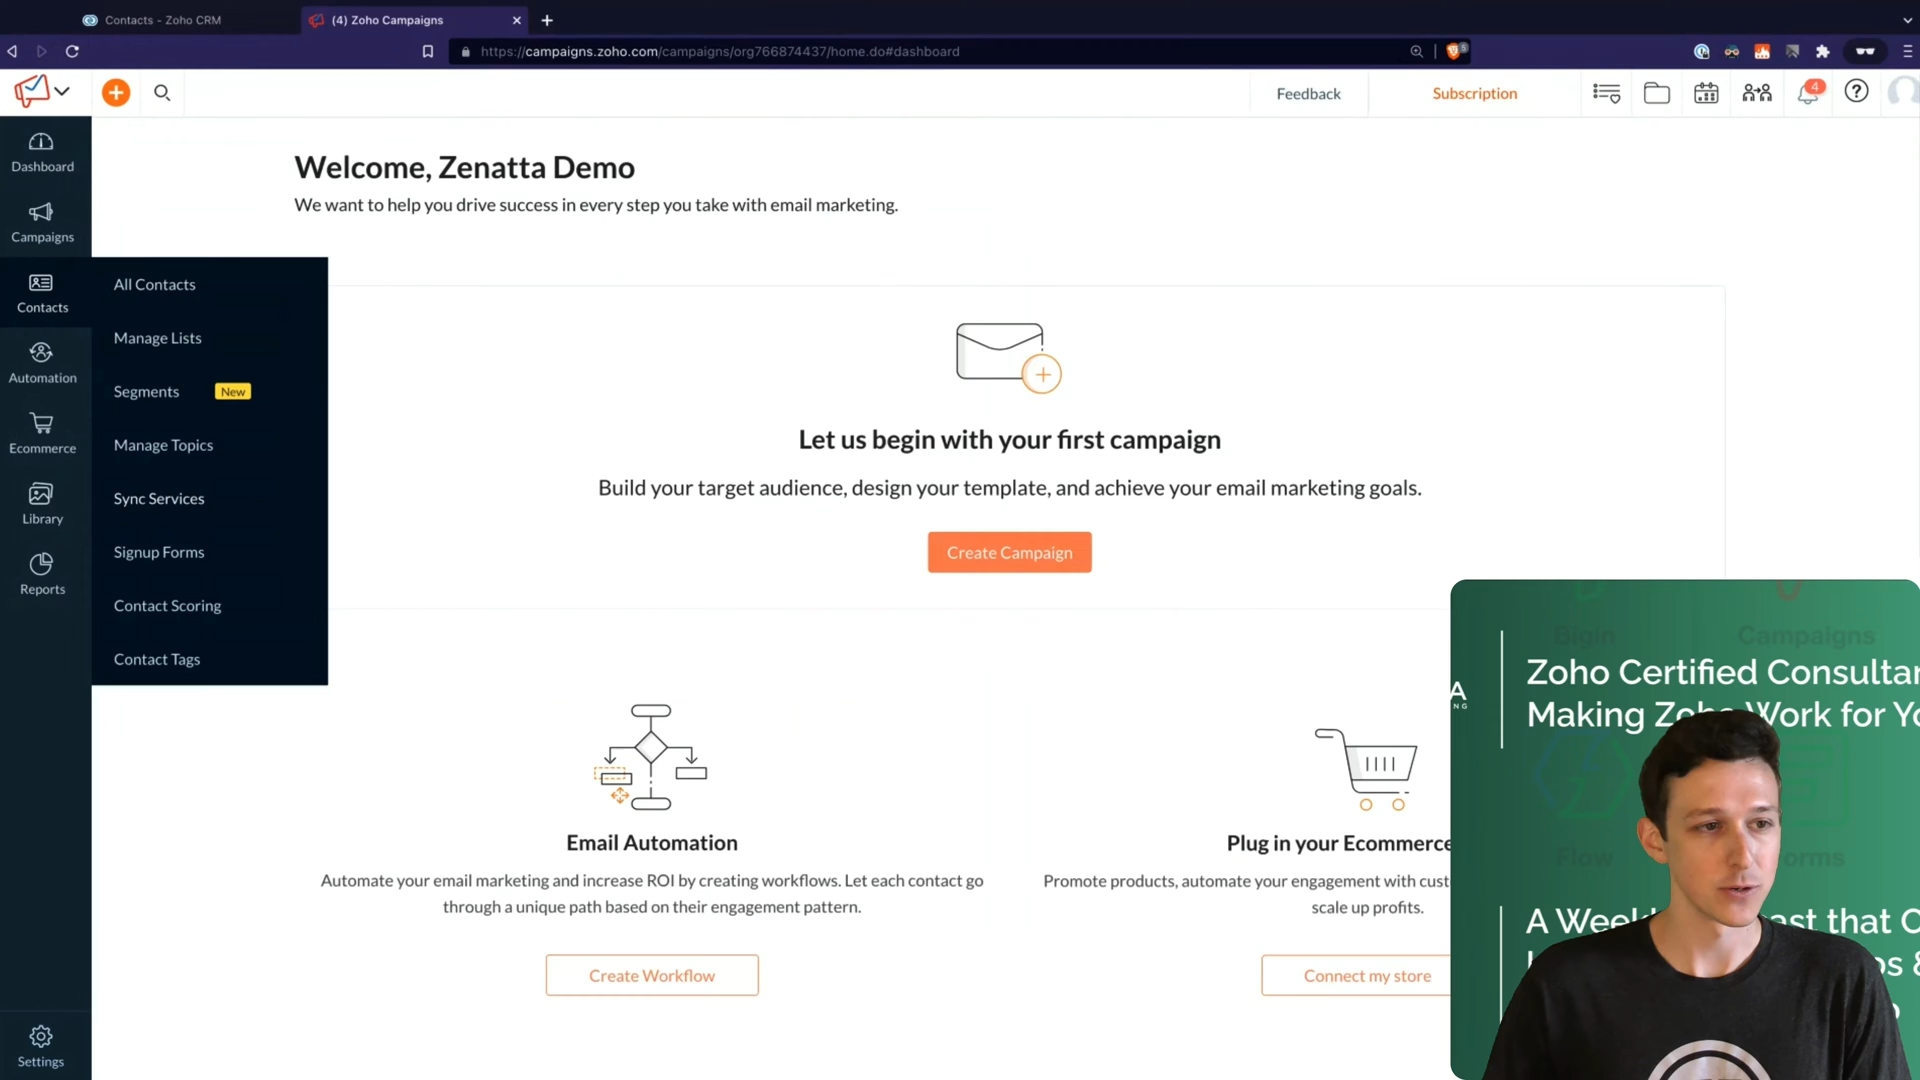 Contacts - Zoho CRM
(4) Zoho Campaigns
https://campaigns.zoho.com/campaigns/org766874437/home.do#dashboard
Feedback
Subscription
4
Dashboard
Campaigns
Contacts
Automation
Ecommerce
Library
Reports
Settings
All Contacts
Manage Lists
Segments New
Manage Topics
Sync Services
Signup Forms
Contact Scoring
Contact Tags
Welcome, Zenatta Demo
We want to help you drive success in every step you take with email marketing.
Let us begin with your first campaign
Build your target audience, design your template, and achieve your email marketing goals.
Create Campaign
Email Automation
Automate your email marketing and increase ROI by creating workflows. Let each contact go
through a unique path based on their engagement pattern.
Create Workflow
Plug in your Ecommerce
Promote products, automate your engagement with
scale up profits.
Connect my store
Bigin
Campaigns
Zoho Certified
Making Zoho Work for
Flow
A
that